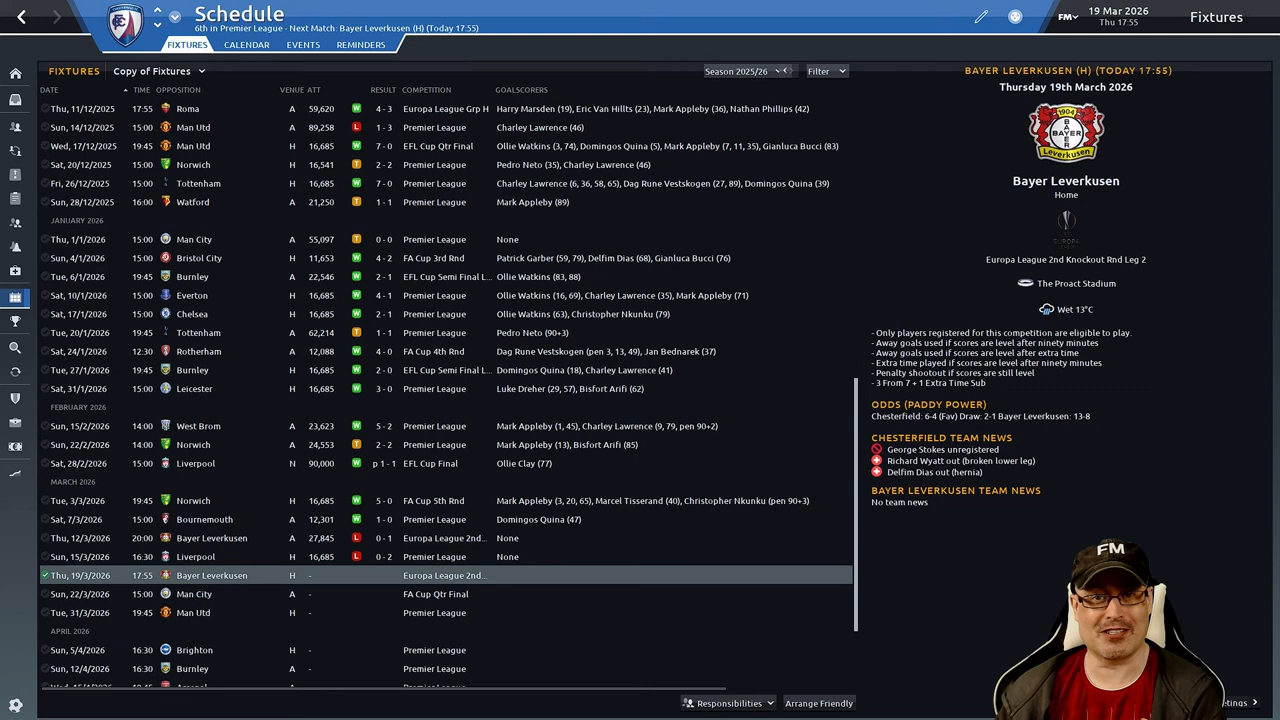 Schedule
6th in Premier League - Next Match: Bayer Leverkusen (H) (Today 17:55)
FM
19 Mar 2026
Thu 17:55
Fixtures
FIXTURES CALENDAR EVENTS REMINDERS
FIXTURES Copy of Fixtures Season 2025/26 Filter
DATE TIME OPPOSITION VENUE ATT RESULT COMPETITION GOALSCORERS
Thu, 11/12/2025 17:55 Roma A 59,620 W 4 - 3 Europa League Grp H Harry Marsden (19), Eric Van Hillts (23), Mark Appleby (36), Nathan Phillips (42)
Sun, 14/12/2025 15:00 Man Utd A 89,258 L 1 - 3 Premier League Charley Lawrence (46)
Wed, 17/12/2025 19:45 Man Utd H 16,685 W 7 - 0 EFL Cup Qtr Final Ollie Watkins (3, 74), Domingos Quina (5), Mark Appleby (7, 11, 35), Gianluca Bucci (83)
Sat, 20/12/2025 15:00 Norwich H 16,541 T 2 - 2 Premier League Pedro Neto (35), Charley Lawrence (46)
Fri, 26/12/2025 15:00 Tottenham H 16,685 W 7 - 0 Premier League Charley Lawrence (6, 36, 58, 65), Dag Rune Vestskogen (27, 89), Domingos Quina (39)
Sun, 28/12/2025 16:00 Watford A 21,250 T 1 - 1 Premier League Mark Appleby (89)
JANUARY 2026
Thu, 1/1/2026 15:00 Man City A 55,097 T 0 - 0 Premier League None
Sun, 4/1/2026 15:00 Bristol City H 11,653 W 4 - 2 FA Cup 3rd Rnd Patrick Garber (59, 79), Delfim Dias (68), Gianluca Bucci (76)
Tue, 6/1/2026 19:45 Burnley A 22,546 W 2 - 1 EFL Cup Semi Final L... Ollie Watkins (83, 88)
Sat, 10/1/2026 15:00 Everton H 16,685 W 4 - 1 Premier League Ollie Watkins (16, 69), Charley Lawrence (35), Mark Appleby (71)
Sat, 17/1/2026 15:00 Chelsea H 16,685 W 2 - 1 Premier League Ollie Watkins (63), Christopher Nkunku (79)
Tue, 20/1/2026 19:45 Tottenham A 62,214 T 1 - 1 Premier League Pedro Neto (90+3)
Sat, 24/1/2026 12:30 Rotherham A 12,088 W 4 - 0 FA Cup 4th Rnd Dag Rune Vestskogen (pen 3, 13, 49), Jan Bednarek (37)
Tue, 27/1/2026 19:45 Burnley H 16,685 W 2 - 0 EFL Cup Semi Final L... Domingos Quina (18), Charley Lawrence (41)
Sat, 31/1/2026 15:00 Leicester H 16,685 W 3 - 0 Premier League Luke Dreher (29, 57), Bisfort Arifi (62)
FEBRUARY 2026
Sun, 15/2/2026 14:00 West Brom A 23,623 W 5 - 2 Premier League Mark Appleby (1, 45), Charley Lawrence (9, 79, pen 90+2)
Sun, 22/2/2026 14:00 Norwich A 24,553 T 2 - 2 Premier League Mark Appleby (13), Bisfort Arifi (85)
Sat, 28/2/2026 15:00 Liverpool N 90,000 W p 1 - 1 EFL Cup Final Ollie Clay (77)
MARCH 2026
Tue, 3/3/2026 19:45 Norwich H 16,685 W 5 - 0 FA Cup 5th Rnd Mark Appleby (3, 20, 65), Marcel Tisserand (40), Christopher Nkunku (pen 90+3)
Sat, 7/3/2026 15:00 Bournemouth A 12,301 W 1 - 0 Premier League Domingos Quina (47)
Thu, 12/3/2026 20:00 Bayer Leverkusen A 27,845 L 0 - 1 Europa League 2nd... None
Sun, 15/3/2026 16:30 Liverpool H 16,685 L 0 - 2 Premier League None
Thu, 19/3/2026 17:55 Bayer Leverkusen H - Europa League 2nd...
Sun, 22/3/2026 15:00 Man City A - FA Cup Qtr Final
Tue, 31/3/2026 19:45 Man Utd H - Premier League
APRIL 2026
Sun, 5/4/2026 16:30 Brighton H - Premier League
Sun, 12/4/2026 16:30 Burnley A - Premier League
Responsibilities Arrange Friendly
BAYER LEVERKUSEN (H) (TODAY 17:55)
Thursday 19th March 2026
1904
BAYER
BAYER
Leverkusen
Bayer Leverkusen
Home
Europa League 2nd Knockout Rnd Leg 2
The Proact Stadium
Wet 13°C
- Only players registered for this competition are eligible to play.
- Away goals used if scores are level after ninety minutes
- Away goals used if scores are level after extra time
- Extra time played if scores are level after ninety minutes
- Penalty shootout if scores are still level
- 3 From 7 + 1 Extra Time Sub
ODDS (PADDY POWER)
Chesterfield: 6-4 (Fav) Draw: 2-1 Bayer Leverkusen: 13-8
CHESTERFIELD TEAM NEWS
George Stokes unregistered
Richard Wyatt out (broken lower leg)
Delfim Dias out (hernia)
BAYER LEVERKUSEN TEAM NEWS
No team news
FM